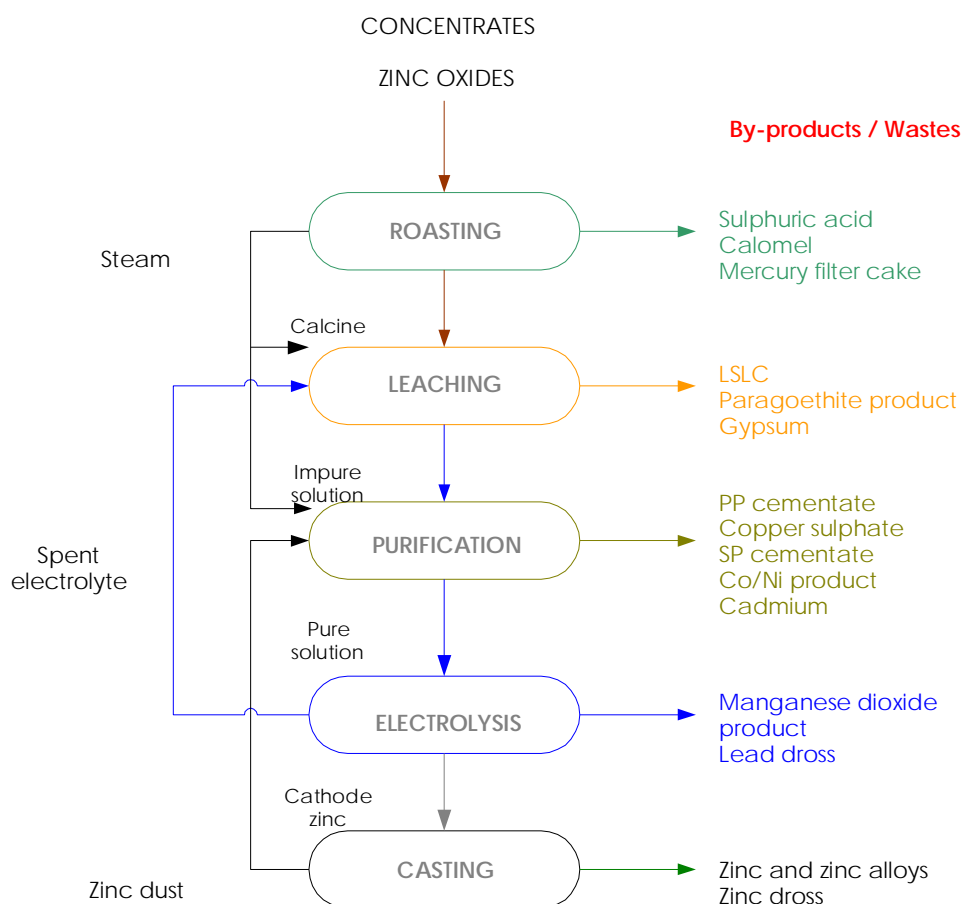 CONCENTRATES
ZINC OXIDES
By-products / Wastes
ROASTING
Sulphuric acid
Calomel
Mercury filter cake
Steam
Calcine
LEACHING
LSLC
Paragoethite product
Gypsum
Impure
solution
PURIFICATION
PP cementate
Copper sulphate
SP cementate
Co/Ni product
Cadmium
Spent
electrolyte
Pure
solution
ELECTROLYSIS
Manganese dioxide
product
Lead dross
Cathode
zinc
CASTING
Zinc and zinc alloys
Zinc dross
Zinc dust